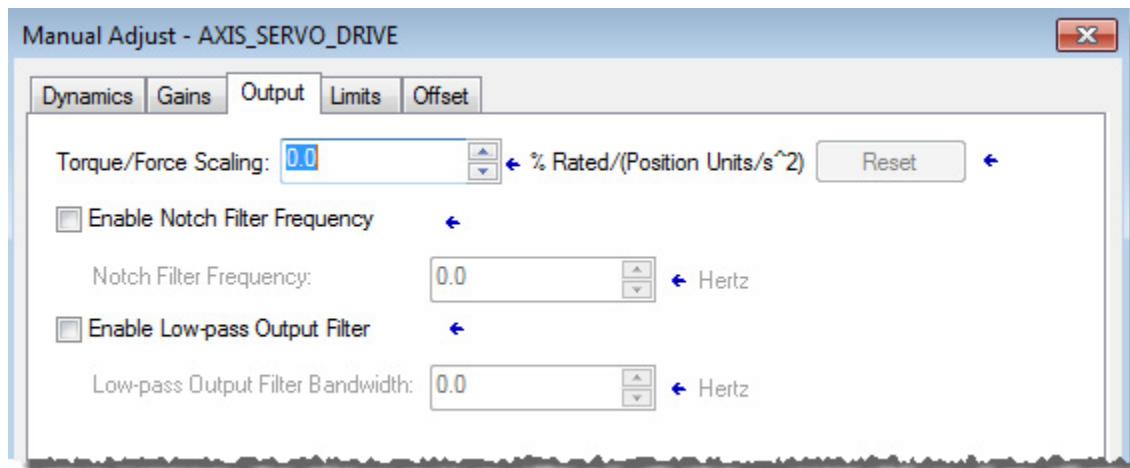 Manual Adjust - AXIS_SERVO_DRIVE
Dynamics Gains Output Limits Offset
Torque/Force Scaling: 0.0 % Rated/(Position Units/s^2) Reset
Enable Notch Filter Frequency
Notch Filter Frequency: 0.0 Hertz
Enable Low-pass Output Filter
Low-pass Output Filter Bandwidth: 0.0 Hertz